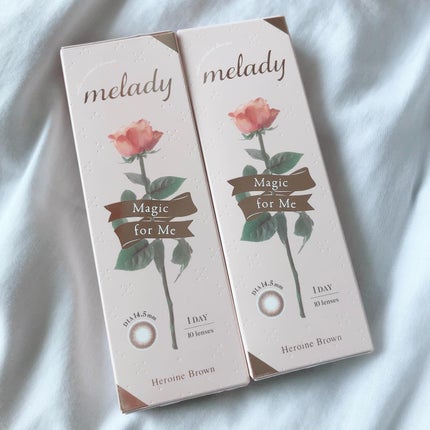 melady
Magic
for Me
DIA 14.5mm
1 DAY
10 lenses
Heroine Brown
melady
Magic
for Me
DIA 14.5mm
1 DAY
10 lenses
Heroine Brown